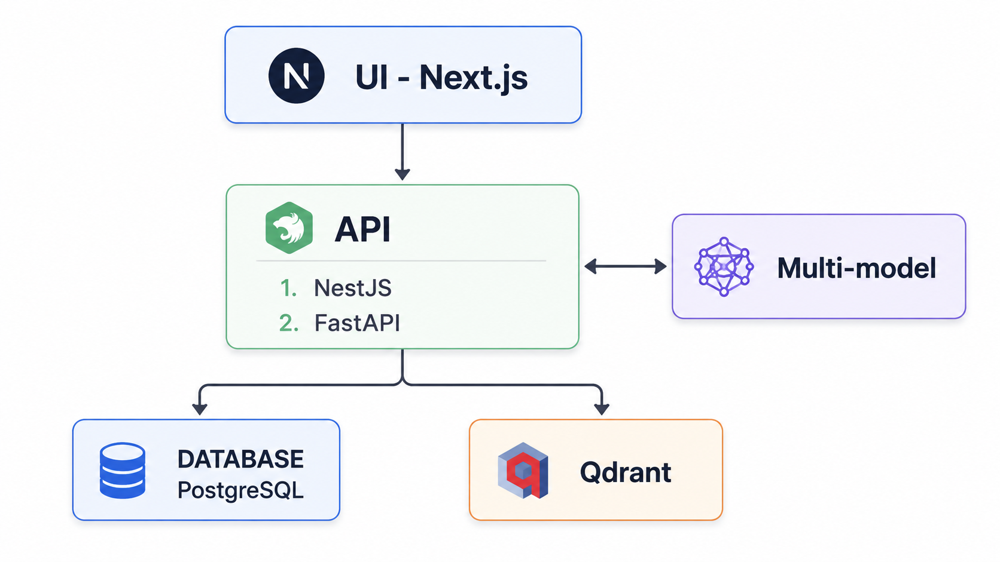 UI - Next.js
API
1. NestJS
2. FastAPI
Multi-model
DATABASE
PostgreSQL
Qdrant